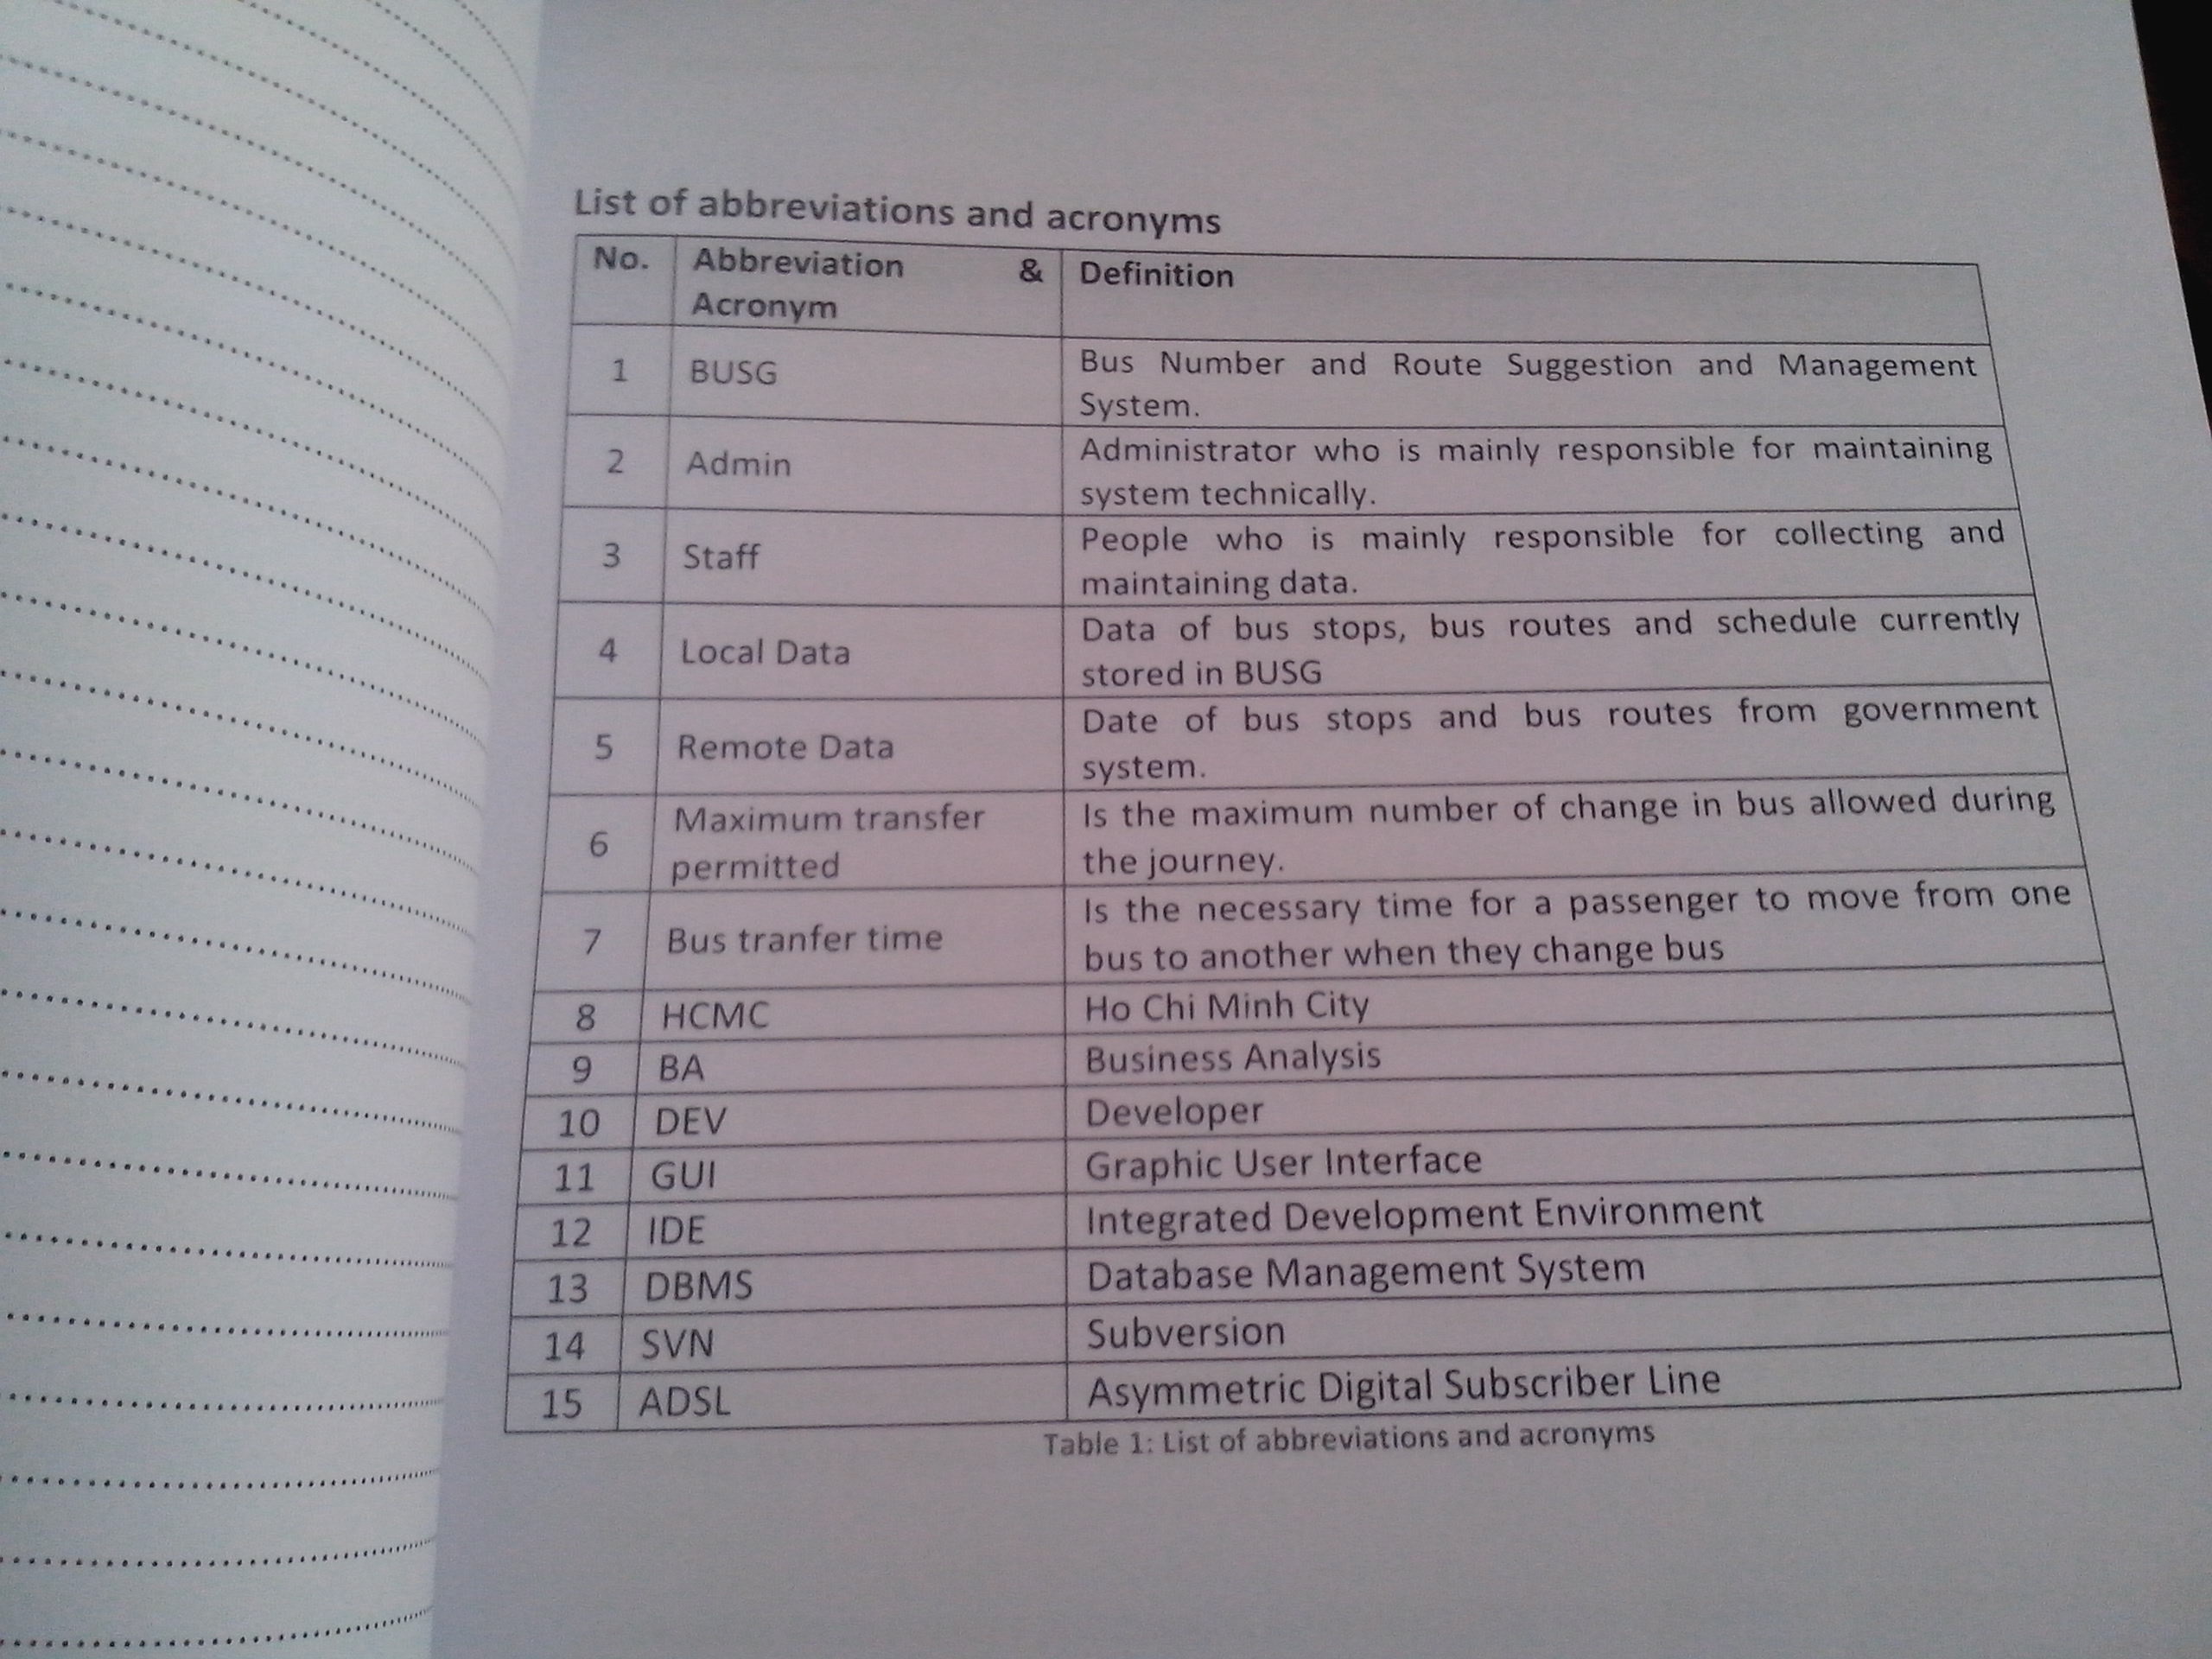 List of abbreviations and acronyms
No. Abbreviation & Definition
Acronym
1 BUSG Bus Number and Route Suggestion and Management
System.
2 Admin Administrator who is mainly responsible for maintaining
system technically.
3 Staff People who is mainly responsible for collecting and
maintaining data.
4 Local Data Data of bus stops, bus routes and schedule currently
stored in BUSG
5 Remote Data Date of bus stops and bus routes from government
system.
6 Maximum transfer Is the maximum number of change in bus allowed during
permitted the journey.
7 Bus tranfer time Is the necessary time for a passenger to move from one
bus to another when they change bus
8 HCMC Ho Chi Minh City
9 BA Business Analysis
10 DEV Developer
11 GUI Graphic User Interface
12 IDE Integrated Development Environment
13 DBMS Database Management System
14 SVN Subversion
15 ADSL Asymmetric Digital Subscriber Line
Table 1: List of abbreviations and acronyms